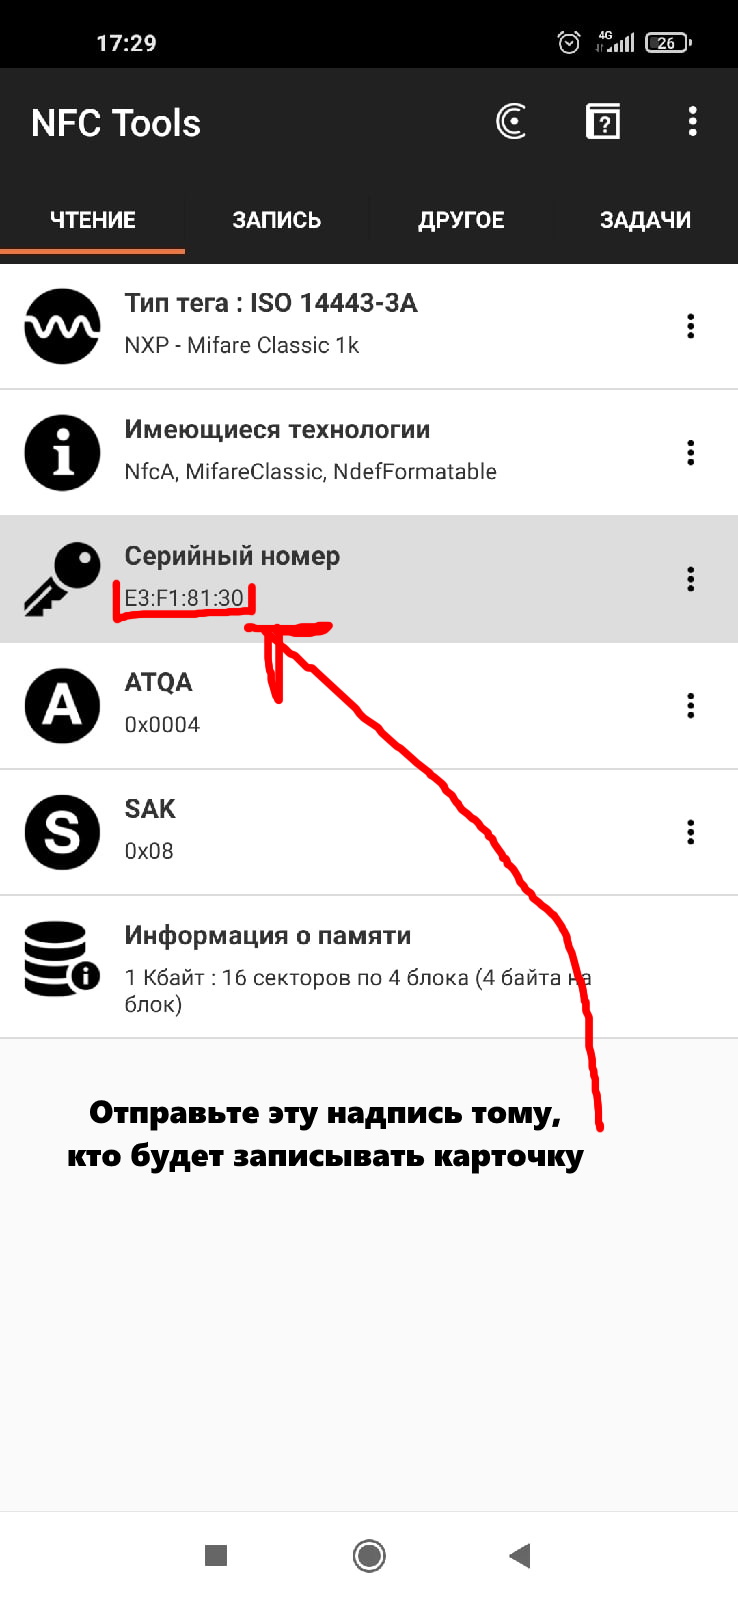 17:29
4G
26
NFC Tools
?
ЧТЕНИЕ
ЗАПИСЬ
ДРУГОЕ
ЗАДАЧИ
Тип тега : ISO 14443-3A
NXP - Mifare Classic 1k
i
Имеющиеся технологии
NfcA, MifareClassic, NdefFormatable
Серийный номер
E3:F1:81:30
A
ATQA
0x0004
S
SAK
0x08
i
Информация о памяти
1 Кбайт : 16 секторов по 4 блока (4 байта на
блок)
Отправьте эту надпись тому,
кто будет записывать карточку